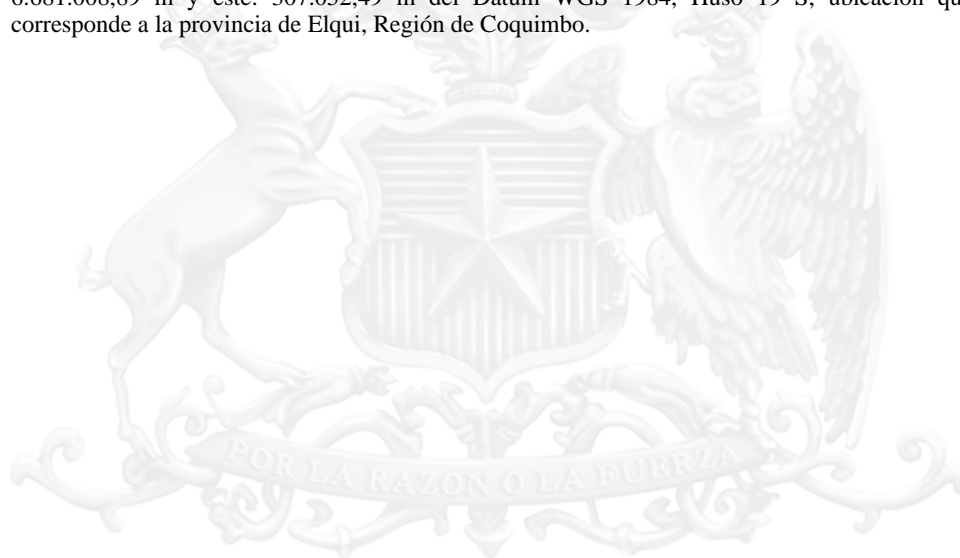 m y este: m del Datum WGS 1984, Huso 19 S, ubicación
corresponde a la provincia de Elqui, Región de Coquimbo.
POR LA RAZON O LA FUERZA